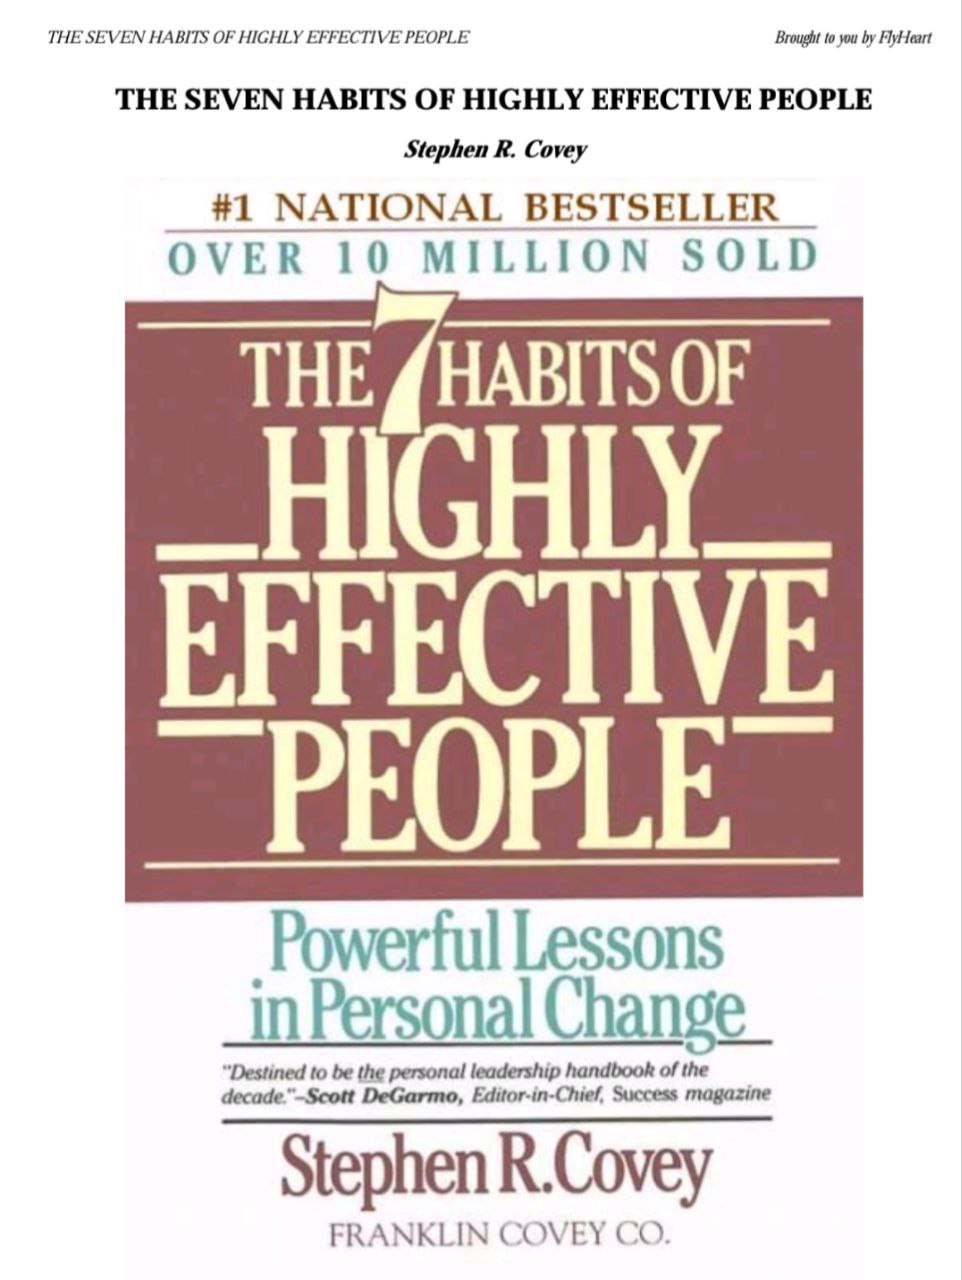 THE SEVEN HABITS OF HIGHLY EFFECTIVE PEOPLE Brought to you by FlyHeart
THE SEVEN HABITS OF HIGHLY EFFECTIVE PEOPLE
Stephen R. Covey
#1 NATIONAL BESTSELLER
OVER 10 MILLION SOLD
THE 7 HABITS OF
HIGHLY
EFFECTIVE
PEOPLE
Powerful Lessons
in Personal Change
"Destined to be the personal leadership handbook of the
decade."–Scott DeGarmo, Editor-in-Chief, Success magazine
Stephen R. Covey
FRANKLIN COVEY CO.